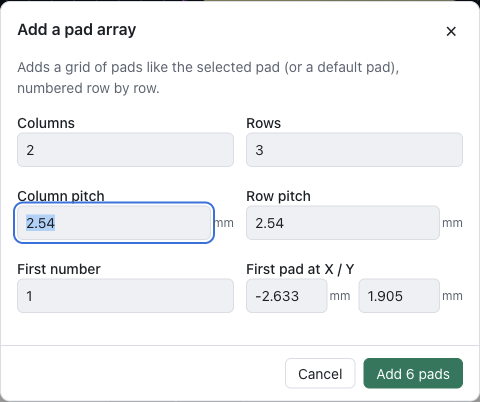 Add a pad array
Adds a grid of pads like the selected pad (or a default pad),
numbered row by row.
Columns
Rows
2
3
Column pitch
Row pitch
2.54 mm
2.54 mm
First number
First pad at X / Y
1
-2.633 mm
1.905 mm
Cancel
Add 6 pads